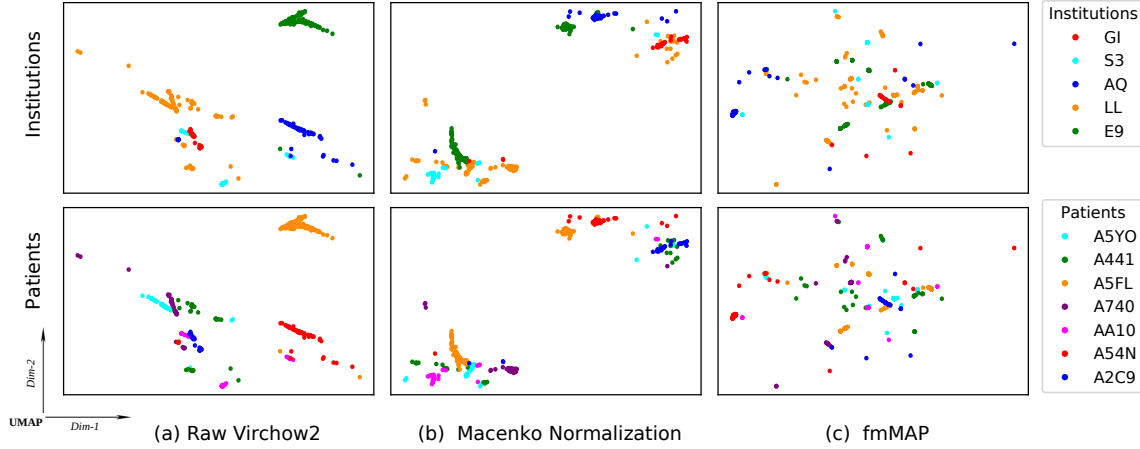 Institutions
Institutions
GI
S3
AQ
LL
E9
Patients
Patients
A5YO
A441
A5FL
A740
AA10
A54N
A2C9
Dim-2
UMAP
Dim-1
(a) Raw Virchow2
(b) Macenko Normalization
(c) fmMAP